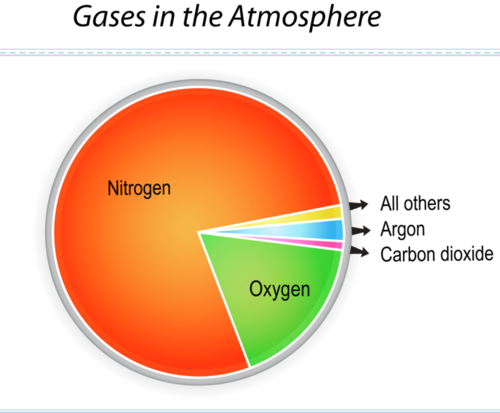 Gases in the Atmosphere
Nitrogen
All others
Argon
Carbon dioxide
Oxygen